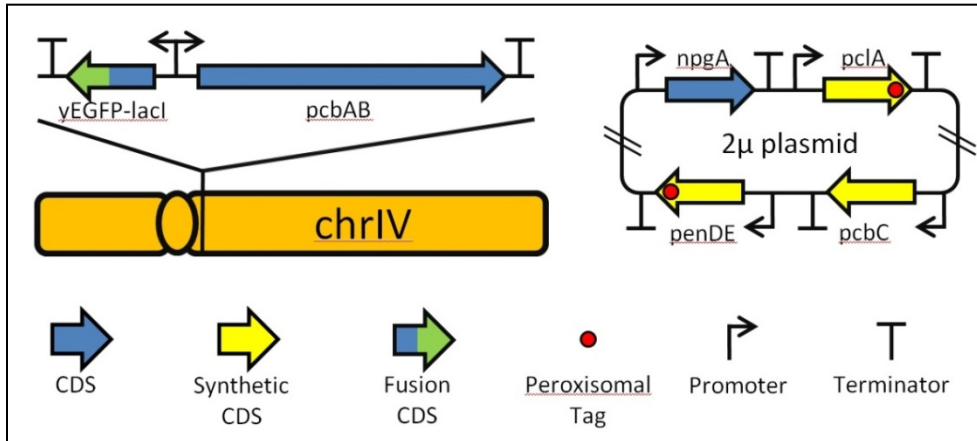 npgA
pclA
yEGFP-lacI
pcbAB
2µ plasmid
chrIV
penDE
pcbC
CDS
Synthetic
CDS
Fusion
CDS
Peroxisomal
Tag
Promoter
Terminator